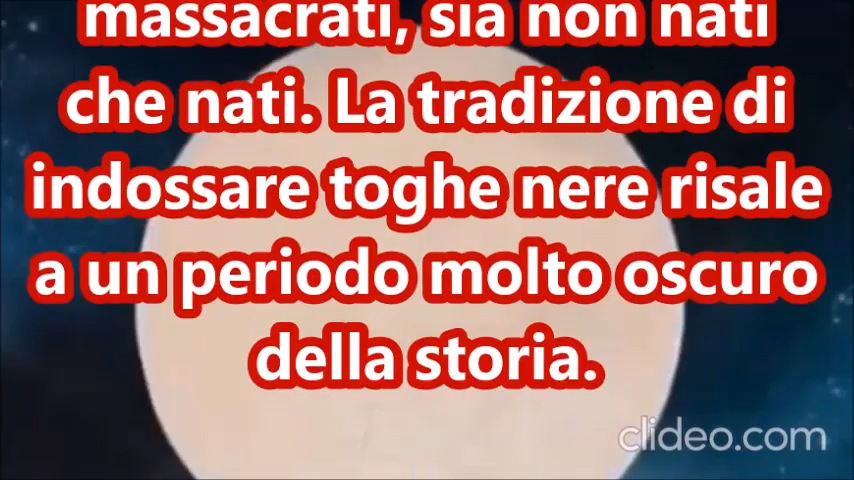 massacrati, sia non nati
che nati. La tradizione di
indossare toghe nere risale
a un periodo molto oscuro
della storia.
clideo.com